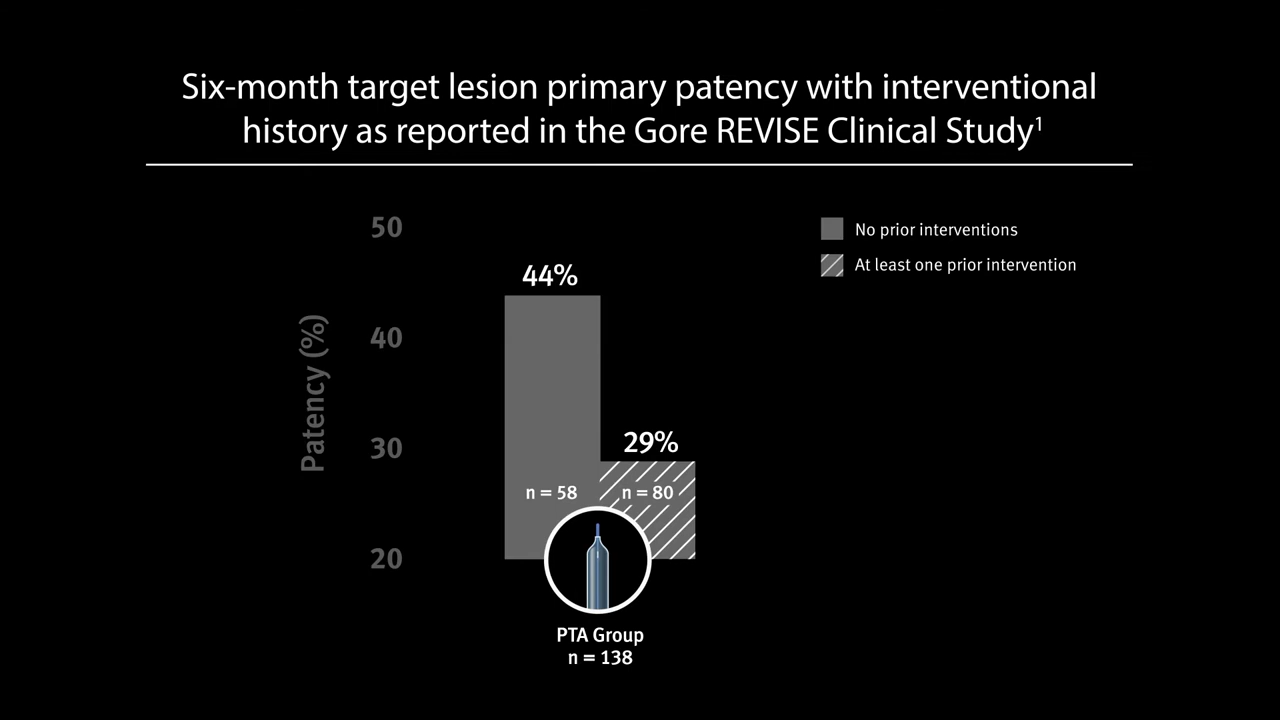 Six-month target lesion primary patency with interventional
history as reported in the Gore REVISE Clinical Study¹
50
40
30
20
Patency (%)
No prior interventions
At least one prior intervention
44%
29%
n = 58
n = 80
PTA Group
n = 138